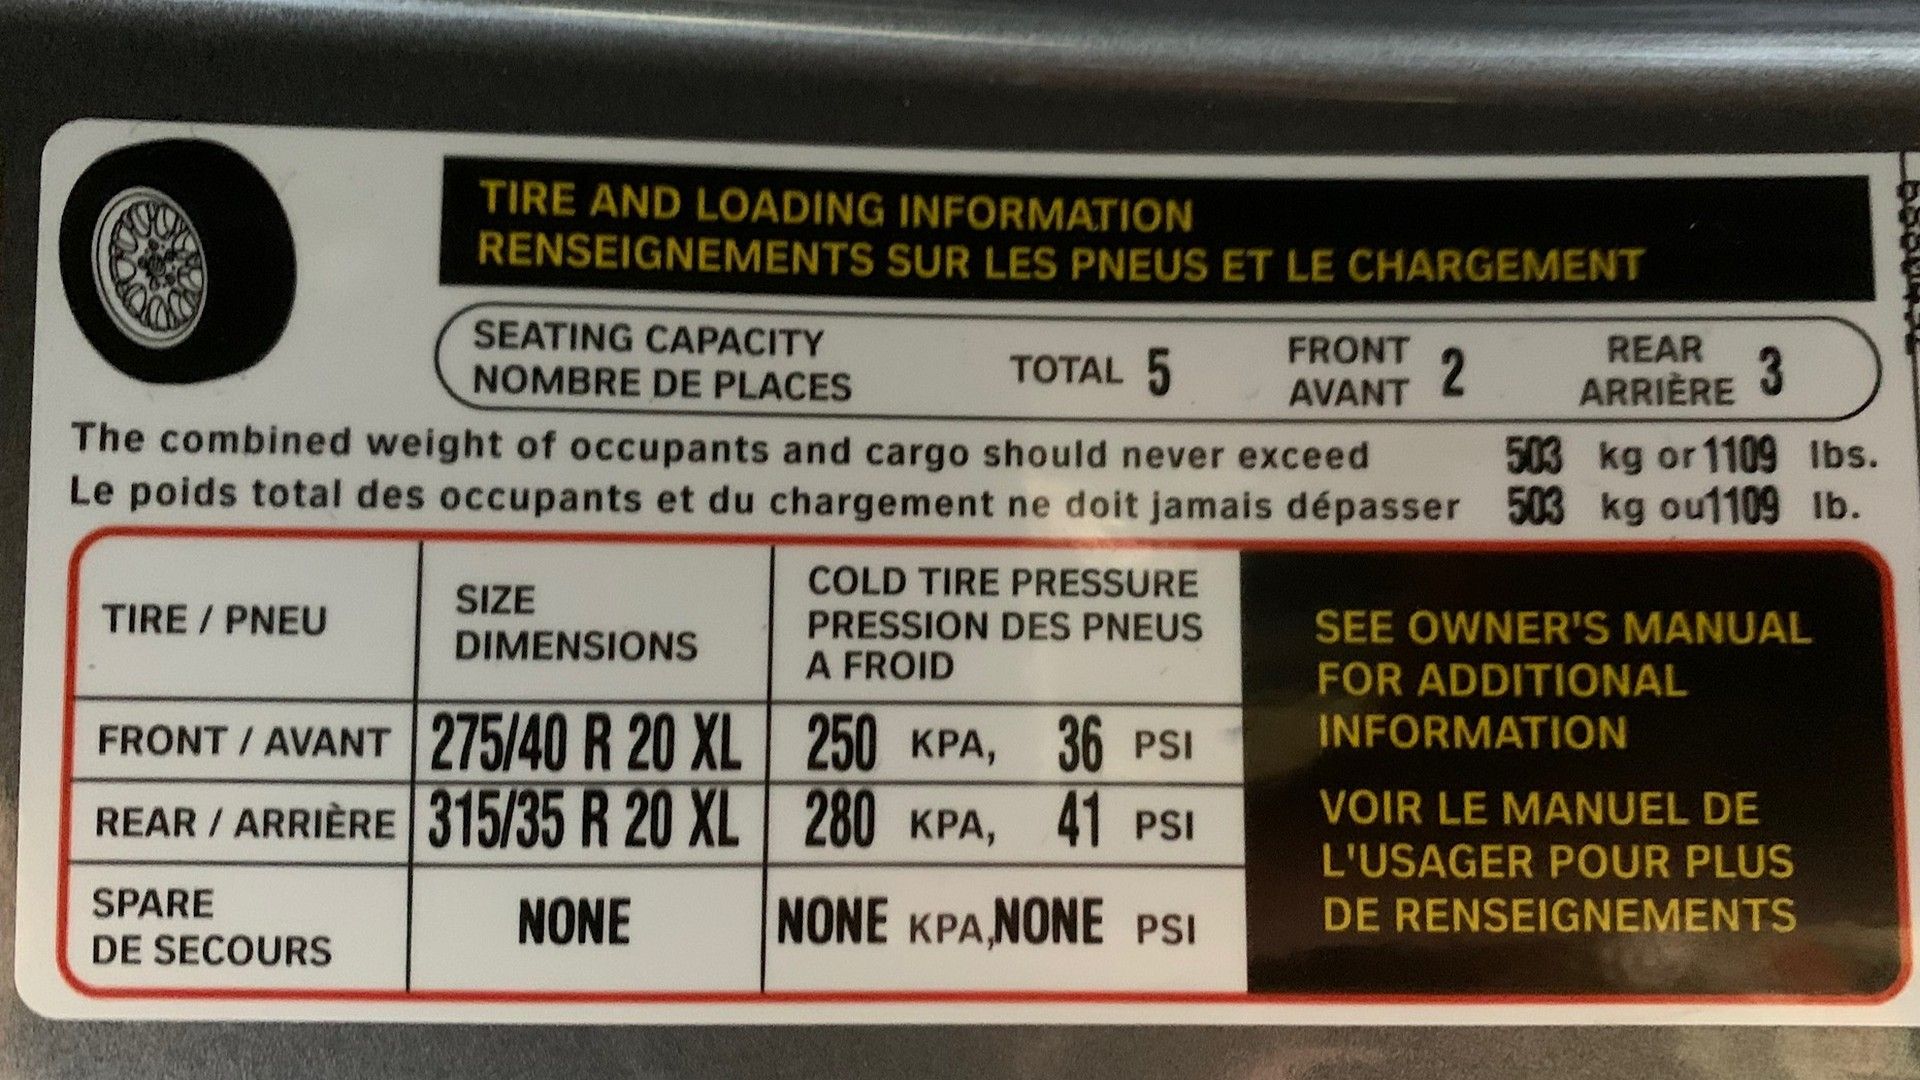 TIRE AND LOADING INFORMATION
RENSEIGNEMENTS SUR LES PNEUS ET LE CHARGEMENT
SEATING CAPACITY
NOMBRE DE PLACES
TOTAL 5
FRONT
AVANT 2
REAR
ARRIÈRE 3
The combined weight of occupants and cargo should never exceed 503 kg or 1109 lbs.
Le poids total des occupants et du chargement ne doit jamais dépasser 503 kg ou 1109 lb.
TIRE / PNEU
SIZE
DIMENSIONS
COLD TIRE PRESSURE
PRESSION DES PNEUS
A FROID
FRONT / AVANT 275/40 R 20 XL 250 KPA, 36 PSI
REAR / ARRIÈRE 315/35 R 20 XL 280 KPA, 41 PSI
SPARE
DE SECOURS
NONE NONE KPA, NONE PSI
SEE OWNER'S MANUAL
FOR ADDITIONAL
INFORMATION
VOIR LE MANUEL DE
L'USAGER POUR PLUS
DE RENSEIGNEMENTS